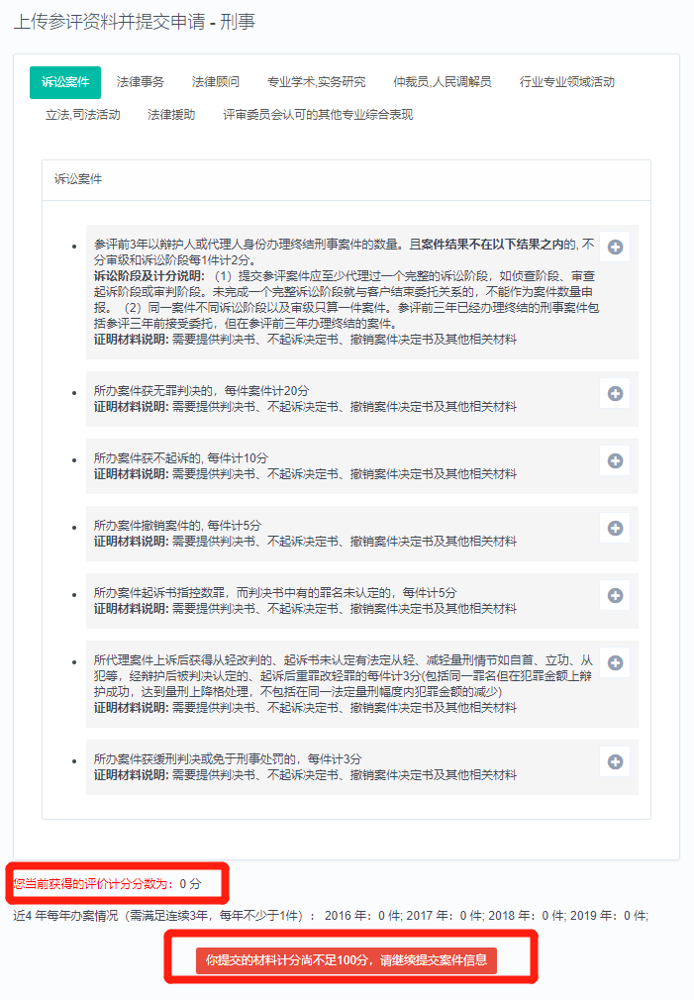 上传参评资料并提交申请 - 刑事
诉讼案件 法律事务 法律顾问 专业学术,实务研究 仲裁员,人民调解员 行业专业领域活动
立法,司法活动 法律援助 评审委员会认可的其他专业综合表现
诉讼案件
参评前3年以辩护人或代理人身份办理终结刑事案件的数量。且案件结果不在以下结果之内的, 不
分审级和诉讼阶段每1件计2分。
诉讼阶段及计分说明: （1）提交参评案件应至少代理过一个完整的诉讼阶段，如侦查阶段、审查
起诉阶段或审判阶段。未完成一个完整诉讼阶段就与客户结束委托关系的，不能作为案件数量申
报。（2）同一案件不同诉讼阶段以及审级只算一件案件。参评前三年已经办理终结的刑事案件包
括参评三年前接受委托，但在参评前三年办理终结的案件。
证明材料说明: 需要提供判决书、不起诉决定书、撤销案件决定书及其他相关材料
所办案件获无罪判决的，每件案件计20分
证明材料说明: 需要提供判决书、不起诉决定书、撤销案件决定书及其他相关材料
所办案件获不起诉的, 每件计10分
证明材料说明: 需要提供判决书、不起诉决定书、撤销案件决定书及其他相关材料
所办案件撤销案件的, 每件计5分
证明材料说明: 需要提供判决书、不起诉决定书、撤销案件决定书及其他相关材料
所办案件起诉书指控数罪，而判决书中有的罪名未认定的，每件计5分
证明材料说明: 需要提供判决书、不起诉决定书、撤销案件决定书及其他相关材料
所代理案件上诉后获得从轻改判的、起诉书未认定有法定从轻、减轻量刑情节如自首、立功、从
犯等，经辩护后被判决认定的、起诉后重罪改轻罪的每件计3分(包括同一罪名但在犯罪金额上辩
护成功，达到量刑上降格处理，不包括在同一法定量刑幅度内犯罪金额的减少)
证明材料说明: 需要提供判决书、不起诉决定书、撤销案件决定书及其他相关材料
所办案件获缓刑判决或免于刑事处罚的，每件计3分
证明材料说明: 需要提供判决书、不起诉决定书、撤销案件决定书及其他相关材料
您当前获得的评价计分分数为：0 分
近4 年每年办案情况（需满足连续3年，每年不少于1件）： 2016 年：0 件; 2017 年：0 件; 2018 年：0 件; 2019 年：0 件;
你提交的材料计分尚不足100分，请继续提交案件信息